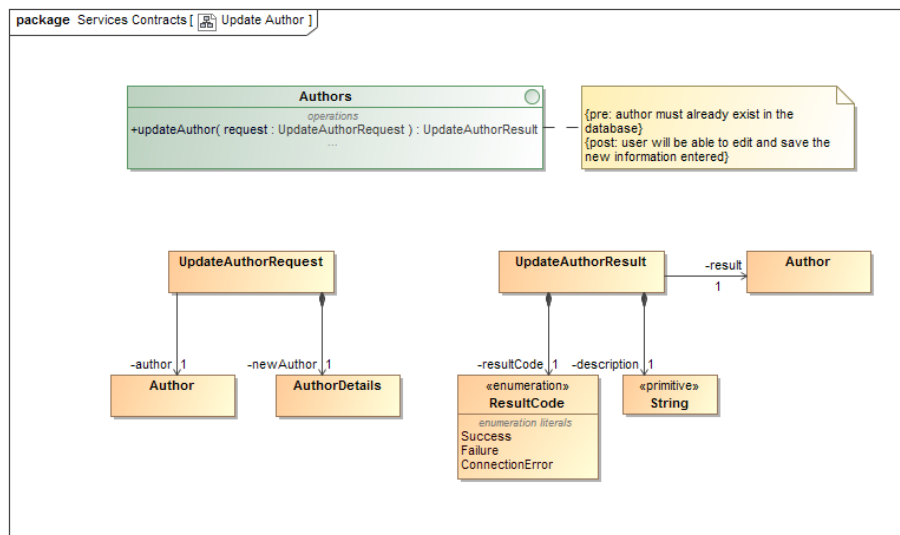 package Services Contracts [ Update Author ]
Authors
operations
+updateAuthor( request : UpdateAuthorRequest ) : UpdateAuthorResult
...
{pre: author must already exist in the
database}
{post: user will be able to edit and save the
new information entered}
UpdateAuthorRequest
UpdateAuthorResult
-result
1
Author
-author 1
-newAuthor 1
-resultCode 1
-description 1
Author
AuthorDetails
«enumeration»
ResultCode
enumeration literals
Success
Failure
ConnectionError
«primitive»
String